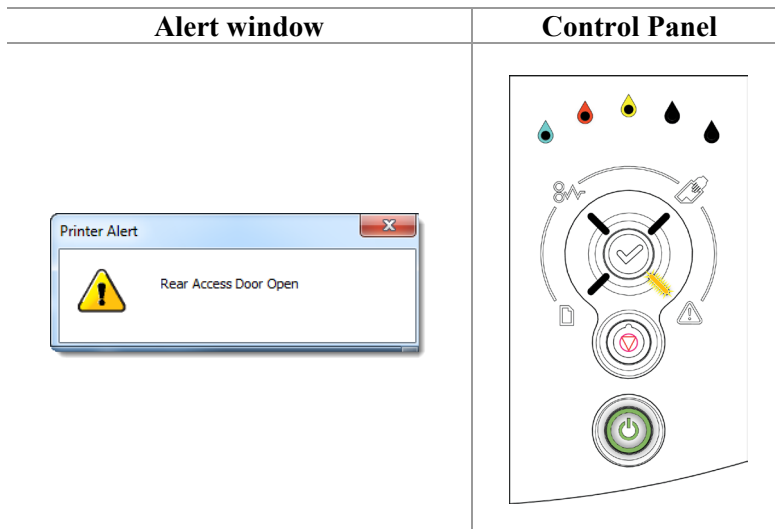 Alert window
Control Panel
Printer Alert
Rear Access Door Open